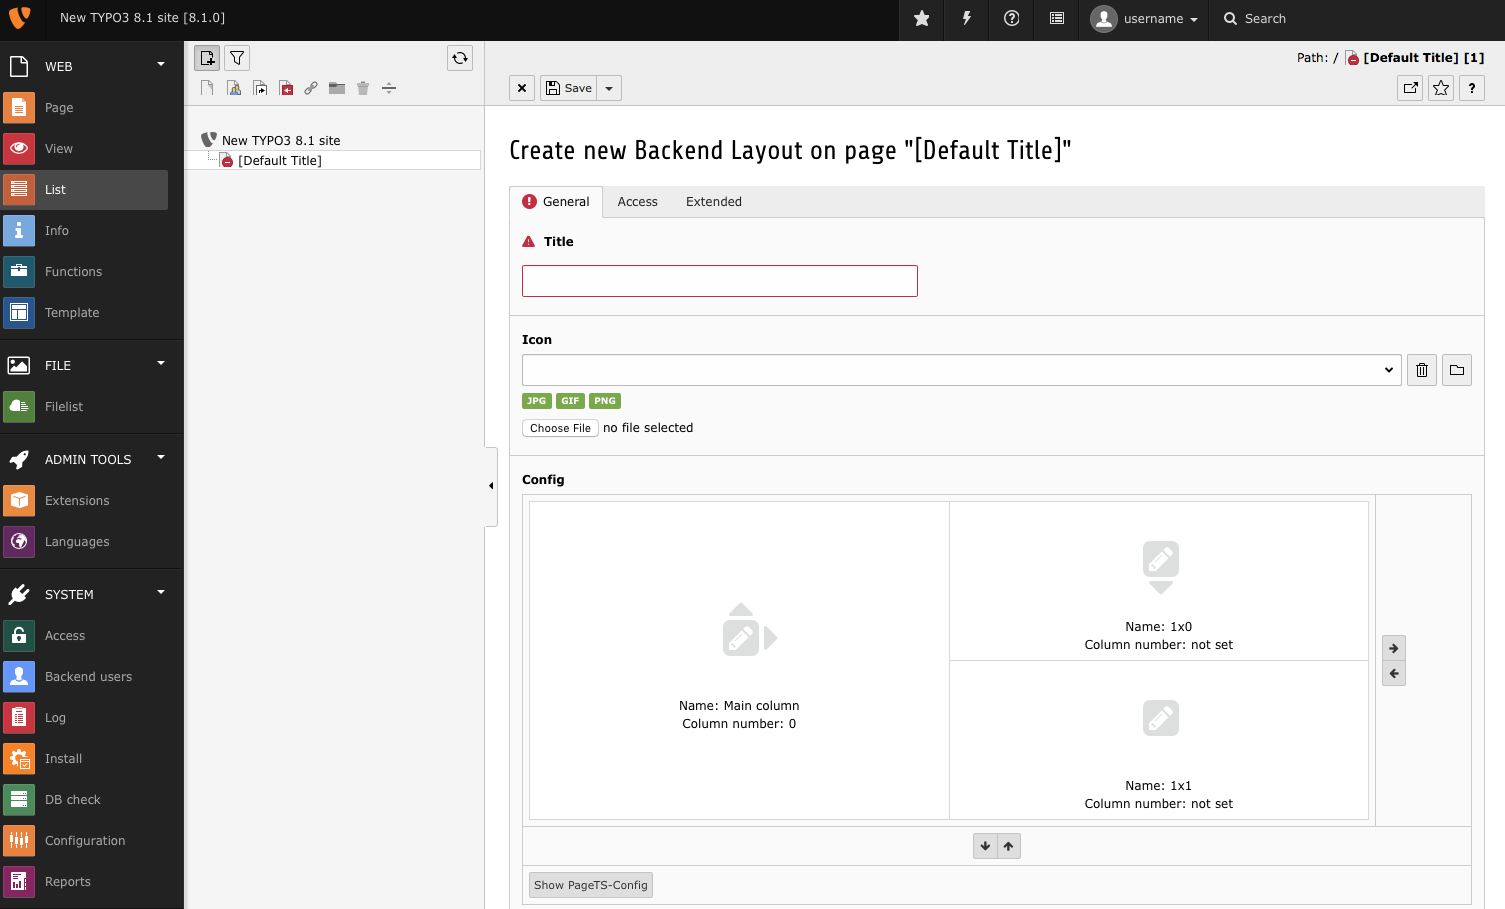 New TYPO3 8.1 site [8.1.0]
username
Search
WEB
Page
View
List
Info
Functions
Template
FILE
Filelist
ADMIN TOOLS
Extensions
Languages
SYSTEM
Access
Backend users
Log
Install
DB check
Configuration
Reports
New TYPO3 8.1 site
[Default Title]
Path: / [Default Title] [1]
Save
?
Create new Backend Layout on page "[Default Title]"
General Access Extended
Title
Icon
JPG GIF PNG
Choose File no file selected
Config
Name: Main column
Column number: 0
Name: 1x0
Column number: not set
Name: 1x1
Column number: not set
Show PageTS-Config